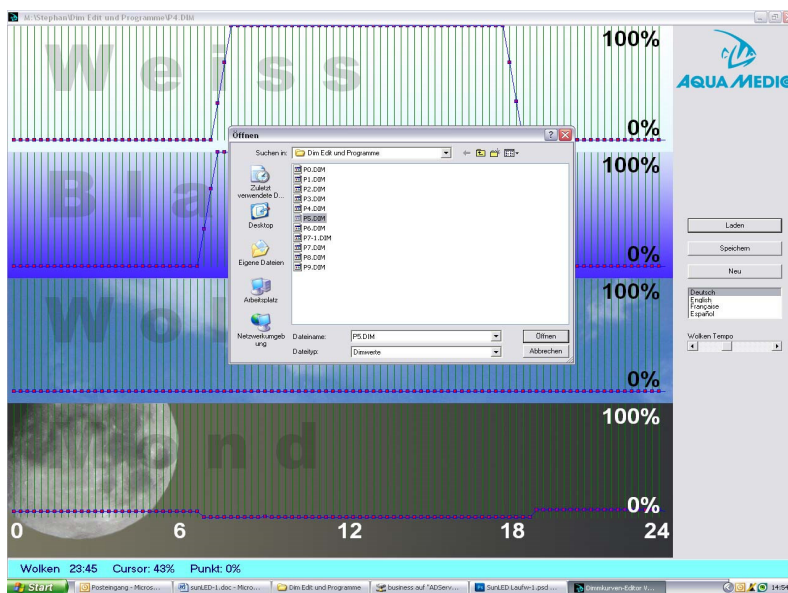 M:\Stephan\Dim Edit und Programme\P4.DIM
Weiss
100%
0%
AQUA MEDIC
Öffnen
Suchen in:
Dim Edit und Programme
Zuletzt
verwendete D...
Desktop
Eigene Dateien
Arbeitsplatz
Netzwerkumgeb
ung
P0.DIM
P1.DIM
P2.DIM
P3.DIM
P4.DIM
P5.DIM
P6.DIM
P7-1.DIM
P7.DIM
P8.DIM
P9.DIM
Dateiname:
P5.DIM
Öffnen
Dateityp:
Dimwerte
Abbrechen
Bla
100%
0%
Laden
Speichern
Neu
Deutsch
English
Française
Español
Wolken Tempo
Wol
100%
0%
Mond
100%
0%
0 6 12 18 24
Wolken 23:45 Cursor: 43% Punkt: 0%
Start
Posteingang - Micros...
sunLED-1.doc - Micro...
Dim Edit und Programme
business auf "ADServ...
SunLED Laufw-1.psd ...
Dimmkurven-Editor V...
14:54